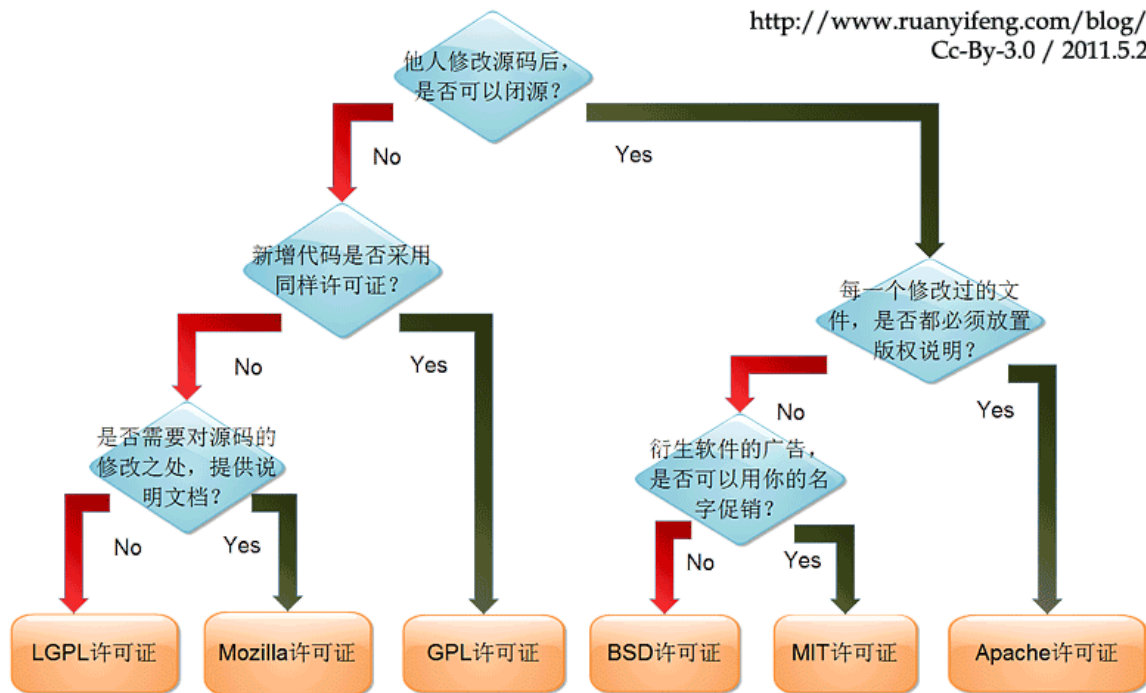 http://www.ruanyifeng.com/blog/
Cc-By-3.0 / 2011.5.2
他人修改源码后，
是否可以闭源？
No
Yes
新增代码是否采用
同样许可证？
每一个修改过的文
件，是否都必须放置
版权说明？
No
Yes
No
Yes
是否需要对源码的
修改之处，提供说
明文档？
衍生软件的广告，
是否可以用你的名
字促销？
No
Yes
No
Yes
LGPL许可证
Mozilla许可证
GPL许可证
BSD许可证
MIT许可证
Apache许可证